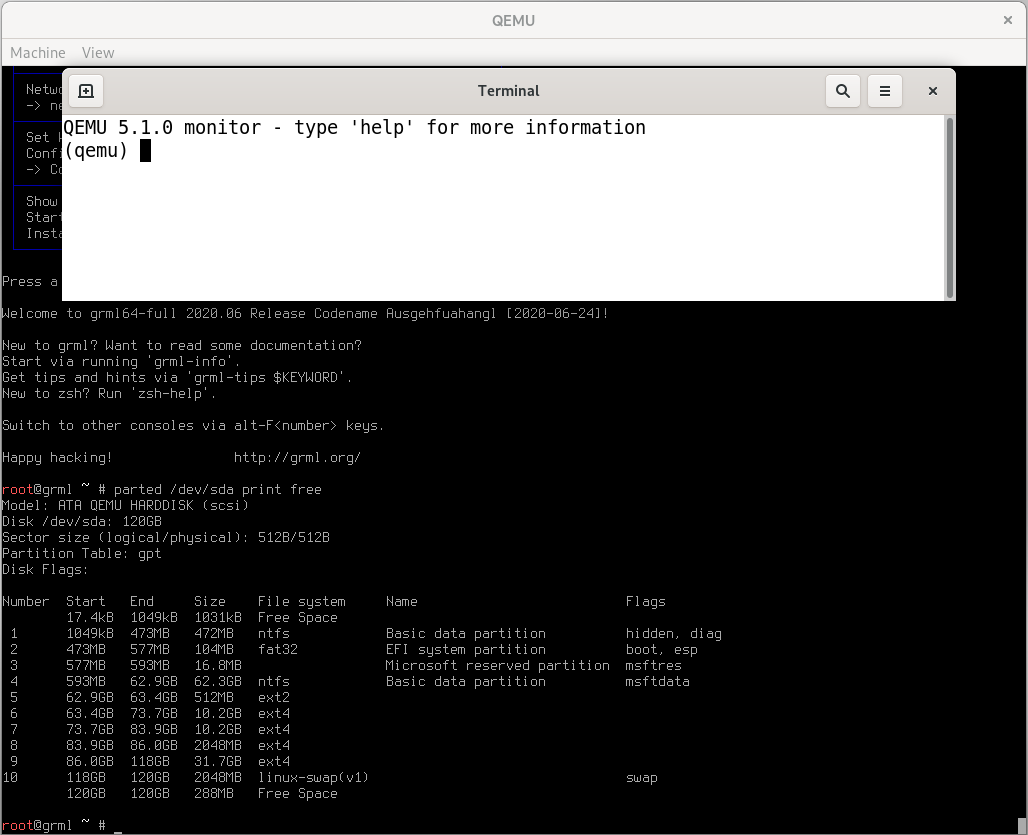 QEMU
Machine View
Terminal
QEMU 5.1.0 monitor - type 'help' for more information
(qemu)
-> 
Set
->
Show
Press a
Welcome to grml64-full 2020.06 Release Codename Ausgehfuahangl [2020-06-24]!
New to grml? Want to read some documentation?
Start via running 'grml-info'.
Get tips and hints via 'grml-tips $KEYWORD'.
New to zsh? Run 'zsh-help'.
Switch to other consoles via alt-F<number> keys.
Happy hacking! http://grml.org/
root@grml ~ # parted /dev/sda print free
Model: ATA QEMU HARDDISK (scsi)
Disk /dev/sda: 120GB
Sector size (logical/physical): 512B/512B
Partition Table: gpt
Disk Flags:
Number Start End Size File system Name Flags
17.4kB 1049kB 1031kB Free Space
1 1049kB 473MB 472MB ntfs Basic data partition hidden, diag
2 473MB 577MB 104MB fat32 EFI system partition boot, esp
3 577MB 593MB 16.8MB Microsoft reserved partition msftres
4 593MB 62.9GB 62.3GB ntfs Basic data partition msftdata
5 62.9GB 63.4GB 512MB ext2
6 63.4GB 73.7GB 10.2GB ext4
7 73.7GB 83.9GB 10.2GB ext4
8 83.9GB 86.0GB 2048MB ext4
9 86.0GB 118GB 31.7GB ext4
10 118GB 120GB 2048MB linux-swap(v1) swap
120GB 120GB 288MB Free Space
root@grml ~ #